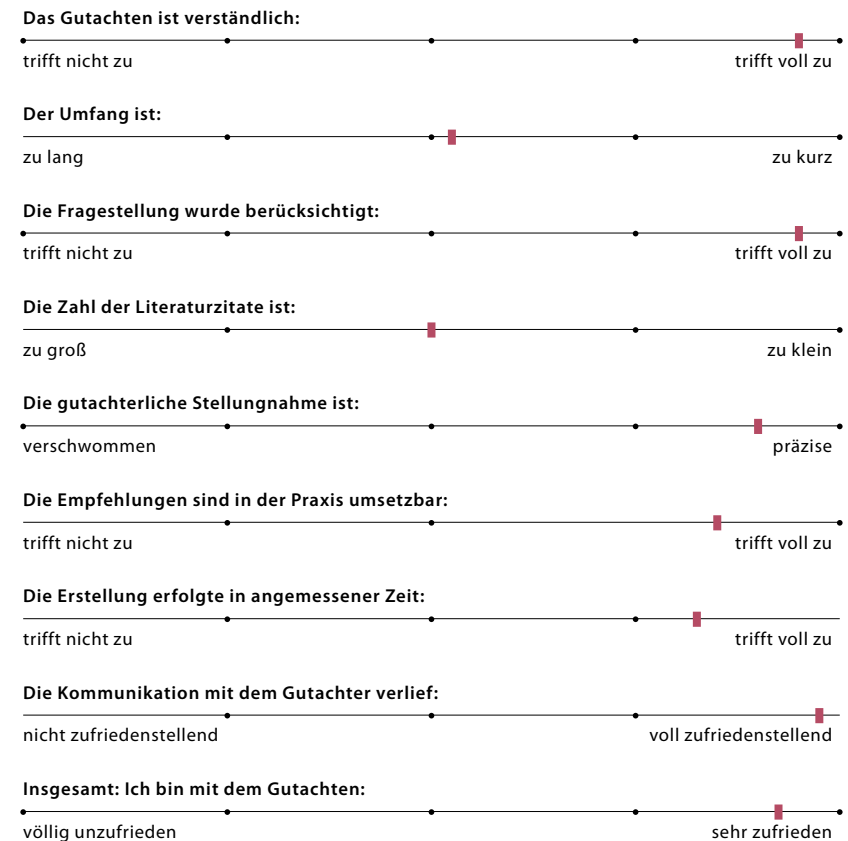 Das Gutachten ist verständlich:
trifft nicht zu trifft voll zu
Der Umfang ist:
zu lang zu kurz
Die Fragestellung wurde berücksichtigt:
trifft nicht zu trifft voll zu
Die Zahl der Literaturzitate ist:
zu groß zu klein
Die gutachterliche Stellungnahme ist:
verschwommen präzise
Die Empfehlungen sind in der Praxis umsetzbar:
trifft nicht zu trifft voll zu
Die Erstellung erfolgte in angemessener Zeit:
trifft nicht zu trifft voll zu
Die Kommunikation mit dem Gutachter verlief:
nicht zufriedenstellend voll zufriedenstellend
Insgesamt: Ich bin mit dem Gutachten:
völlig unzufrieden sehr zufrieden